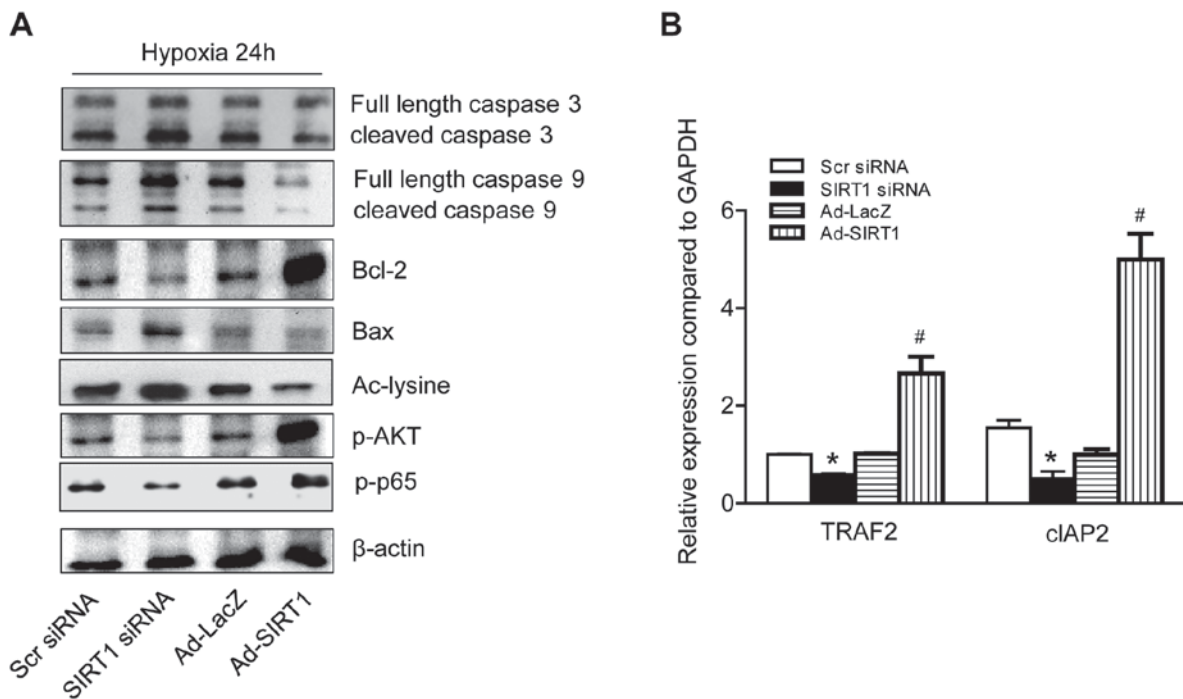 A
Hypoxia 24h
Full length caspase 3
cleaved caspase 3
Full length caspase 9
cleaved caspase 9
Bcl-2
Bax
Ac-lysine
p-AKT
p-p65
β-actin
Scr siRNA
SIRT1 siRNA
Ad-LacZ
Ad-SIRT1
B
Relative expression compared to GAPDH
Scr siRNA
SIRT1 siRNA
Ad-LacZ
Ad-SIRT1
6
4
2
0
*
#
*
#
TRAF2
cIAP2